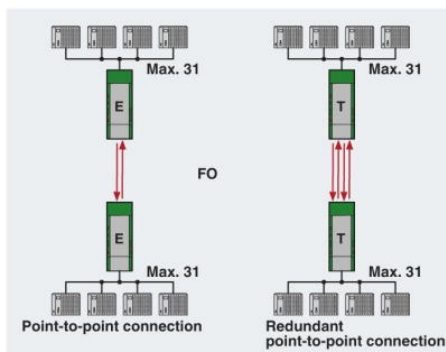 Max. 31
Max. 31
E
T
FO
E
T
Max. 31
Max. 31
Point-to-point connection
Redundant
point-to-point connection